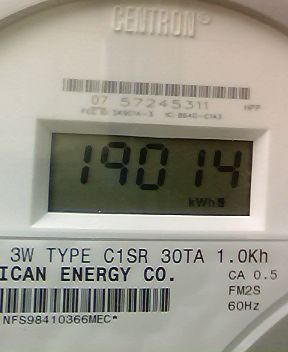 CENTRON®
07 57245311 HPP
19014
kWh
3W TYPE C1SR 30TA 1.0Kh
ICAN ENERGY CO. CA 0.5
FM2S
60Hz
NFS98410366MEC*